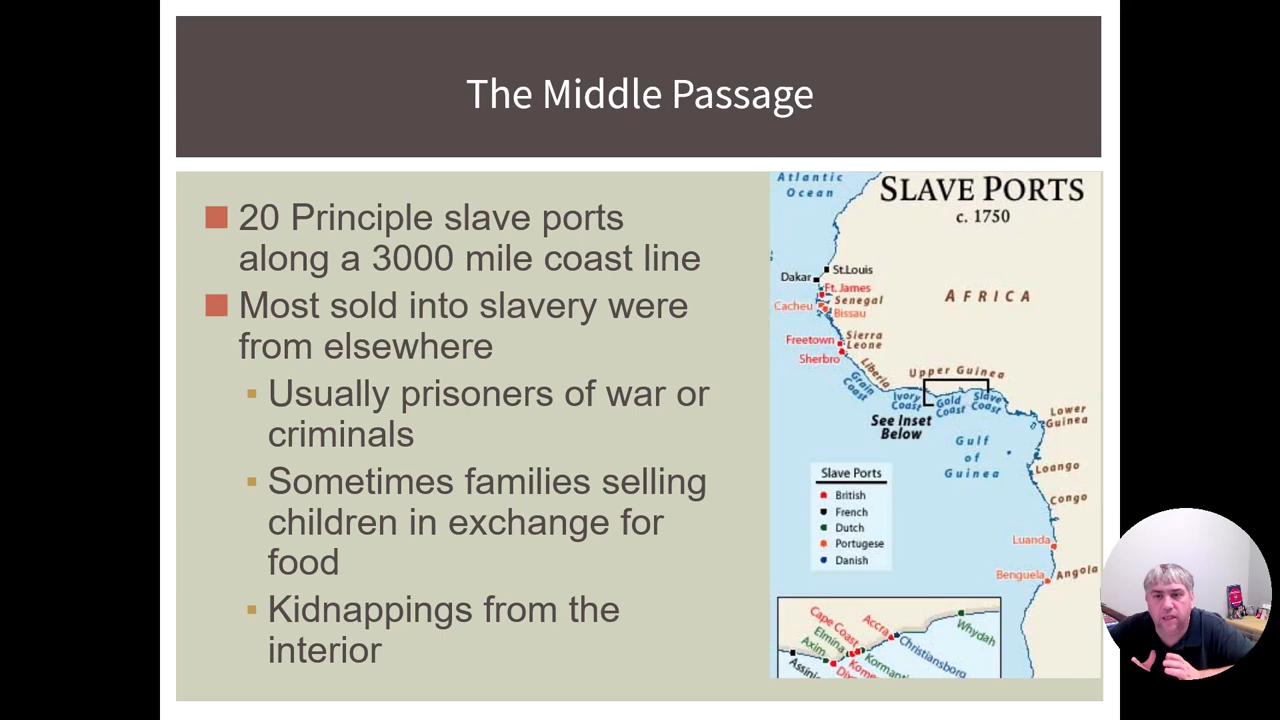 The Middle Passage
20 Principle slave ports
along a 3000 mile coast line
Most sold into slavery were
from elsewhere
Usually prisoners of war or
criminals
Sometimes families selling
children in exchange for
food
Kidnappings from the
interior
SLAVE PORTS
c. 1750
Atlantic
Ocean
AFRICA
St.Louis
Dakar
Ft. James
Senegal
Cacheu
Bissau
Freetown
Sierra
Leone
Sherbro
Liberia
Grain
Coast
Upper Guinea
Ivory
Coast
Gold
Coast
Slave
Coast
See Inset
Below
Lower
Guinea
Gulf
of
Guinea
Loango
Congo
Luanda
Benguela
Angola
Slave Ports
British
French
Dutch
Portugese
Danish
Cape Coast
Accra
Whydah
Elmina
Christiansborg
Axim
Assini